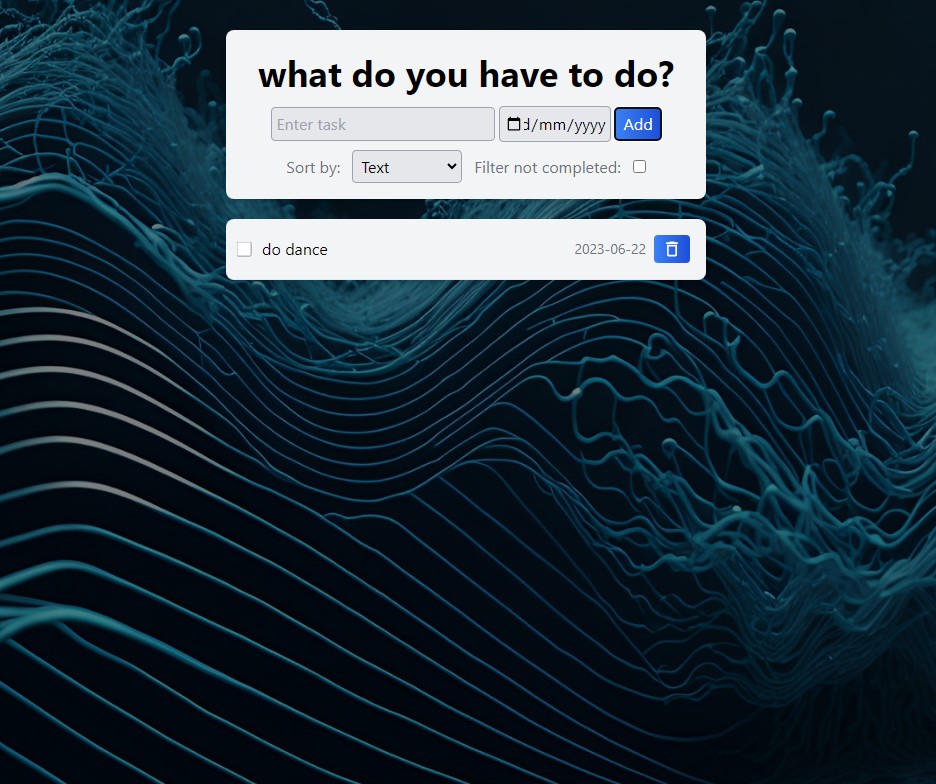 what do you have to do?
Enter task d/mm/yyyy Add
Sort by: Text Filter not completed:
do dance 2023-06-22